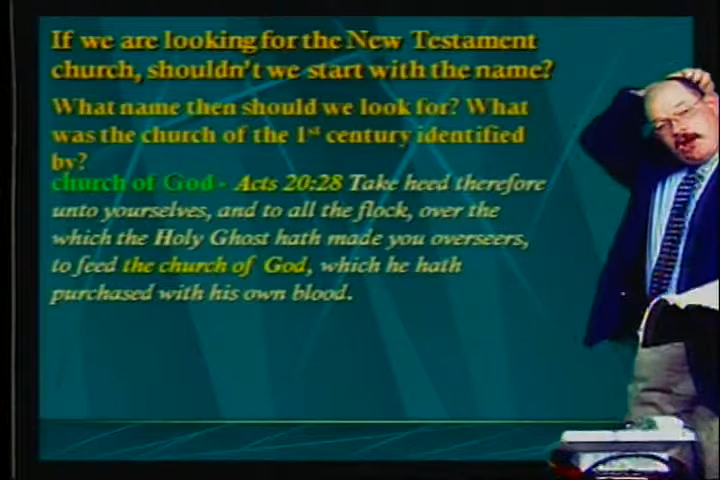 If we are looking for the New Testament
church, shouldn't we start with the name?
What name then should we look for? What
was the church of the 1st century identified
by?
church of God - Acts 20:28 Take heed therefore
unto yourselves, and to all the flock, over the
which the Holy Ghost hath made you overseers,
to feed the church of God, which he hath
purchased with his own blood.